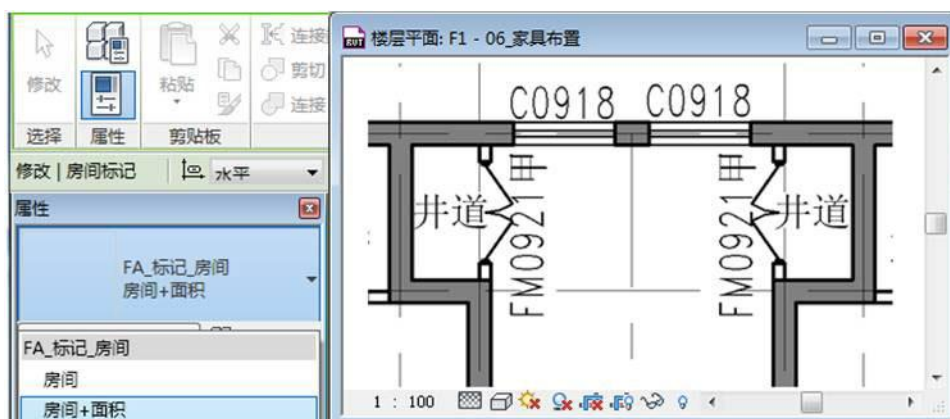 修改
粘贴
连接
剪切
连接
选择
属性
剪贴板
修改 | 房间标记
水平
属性
FA_标记_房间
房间+面积
FA_标记_房间
房间
房间+面积
RVT
楼层平面: F1 - 06_家具布置
C0918 C0918
井道
FM0921甲
FM0921甲
井道
1 : 100